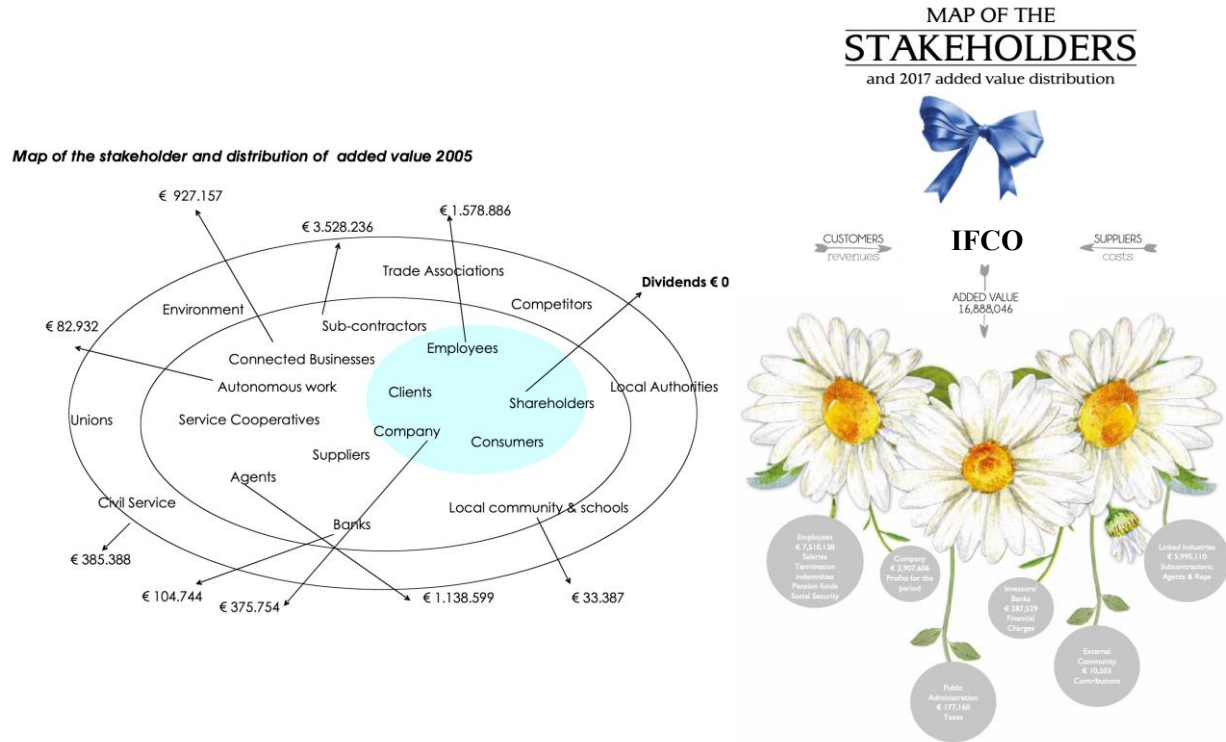 Map of the stakeholder and distribution of added value 2005
€ 927.157
€ 3.528.236
€ 1.578.886
Trade Associations
Dividends € 0
Environment
Competitors
€ 82.932
Sub-contractors
Employees
Connected Businesses
Autonomous work
Clients
Local Authorities
Shareholders
Unions
Service Cooperatives
Company
Consumers
Suppliers
Agents
Civil Service
Banks
Local community & schools
€ 385.388
€ 104.744
€ 375.754
€ 1.138.599
€ 33.387
MAP OF THE
STAKEHOLDERS
and 2017 added value distribution
CUSTOMERS
revenues
IFCO
SUPPLIERS
costs
ADDED VALUE
16,888,046
Employees
€ 7,510,138
Salaries
Termination
indemnities
Pension funds
Social Security
Company
€ 2,907,606
Profits for the
period
Investors/
Banks
€ 287,529
Financial
Charges
Linked Industries
€ 5,995,110
Subcontractors;
Agents & Reps
External
Community
€ 10,503
Contributions
Public
Administration
€ 177,160
Taxes